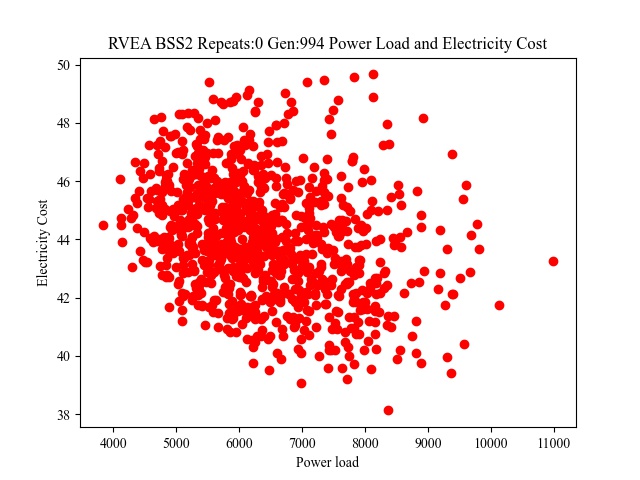 RVEA BSS2 Repeats:0 Gen:994 Power Load and Electricity Cost
50
48
46
44
42
40
38
Electricity Cost
4000 5000 6000 7000 8000 9000 10000 11000
Power load